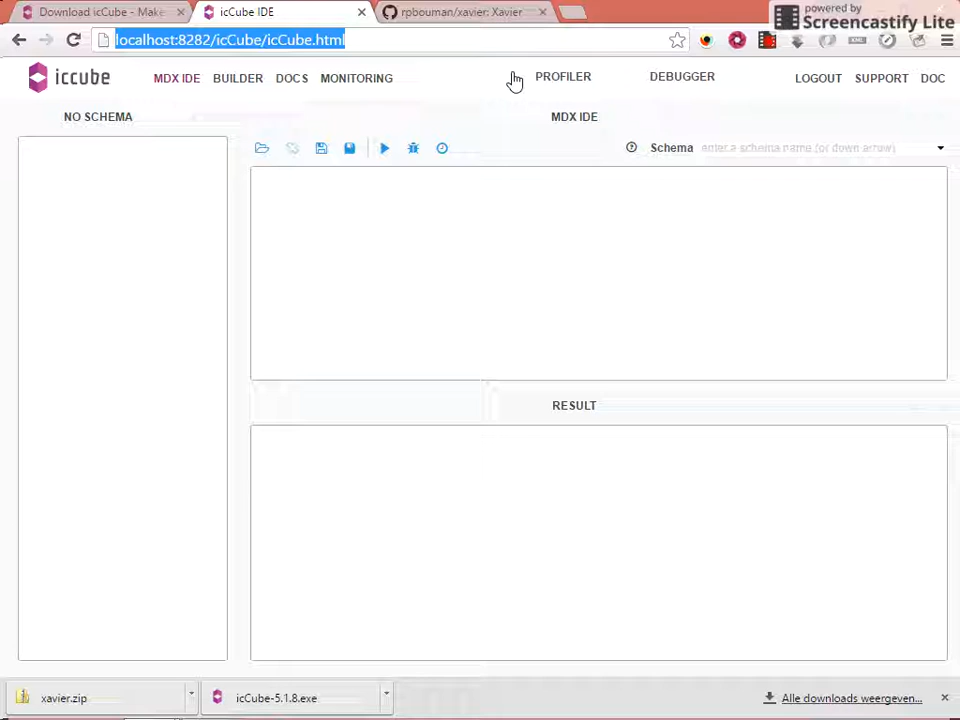 Download icCube - Make
icCube IDE
rpbouman/xavier: Xavier
powered by
Screencastify Lite
localhost:8282/icCube/icCube.html
iccube
MDX IDE
BUILDER
DOCS
MONITORING
PROFILER
DEBUGGER
LOGOUT
SUPPORT
DOC
NO SCHEMA
MDX IDE
Schema
enter a schema name (or down arrow)
RESULT
xavier.zip
icCube-5.1.8.exe
Alle downloads weergeven...